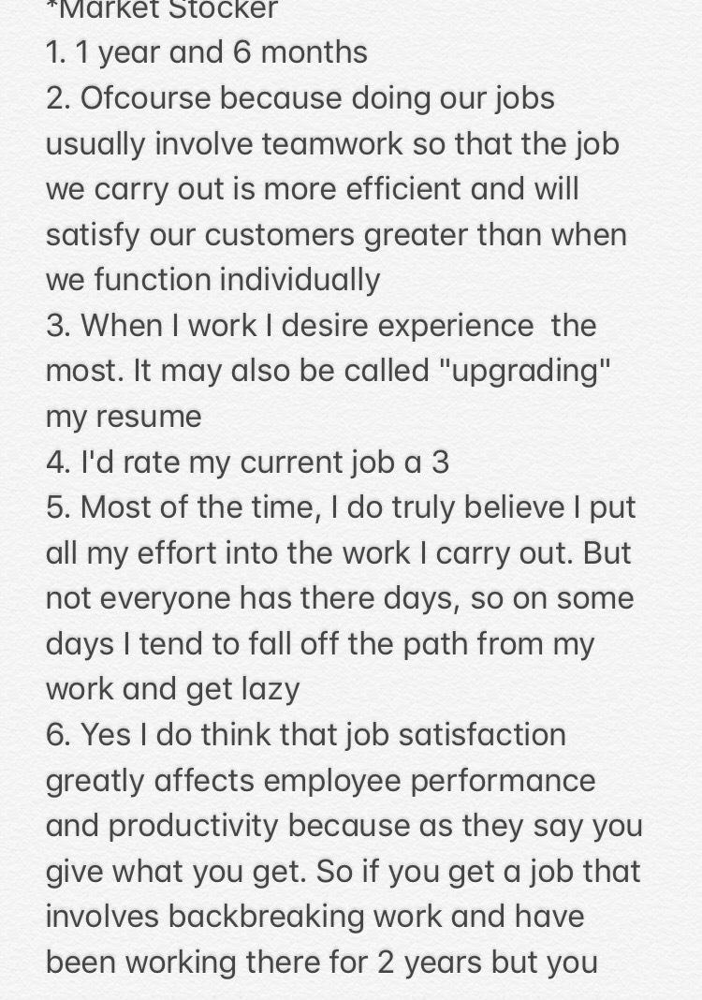 *Market Stocker
1. 1 year and 6 months
2. Ofcourse because doing our jobs
usually involve teamwork so that the job
we carry out is more efficient and will
satisfy our customers greater than when
we function individually
3. When I work I desire experience  the
most. It may also be called "upgrading"
my resume
4. I'd rate my current job a 3
5. Most of the time, I do truly believe I put
all my effort into the work I carry out. But
not everyone has there days, so on some
days I tend to fall off the path from my
work and get lazy
6. Yes I do think that job satisfaction
greatly affects employee performance
and productivity because as they say you
give what you get. So if you get a job that
involves backbreaking work and have
been working there for 2 years but you